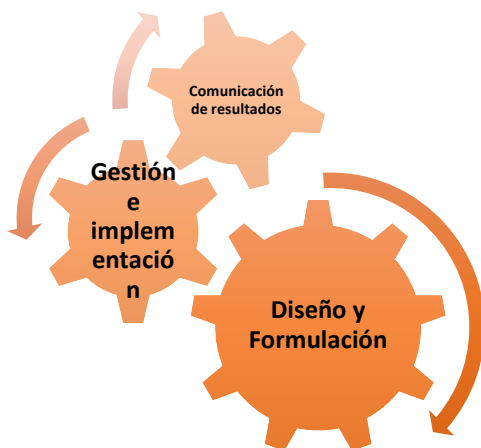 Comunicación
de resultados
Gestión
e
implem
entació
n
Diseño y
Formulación